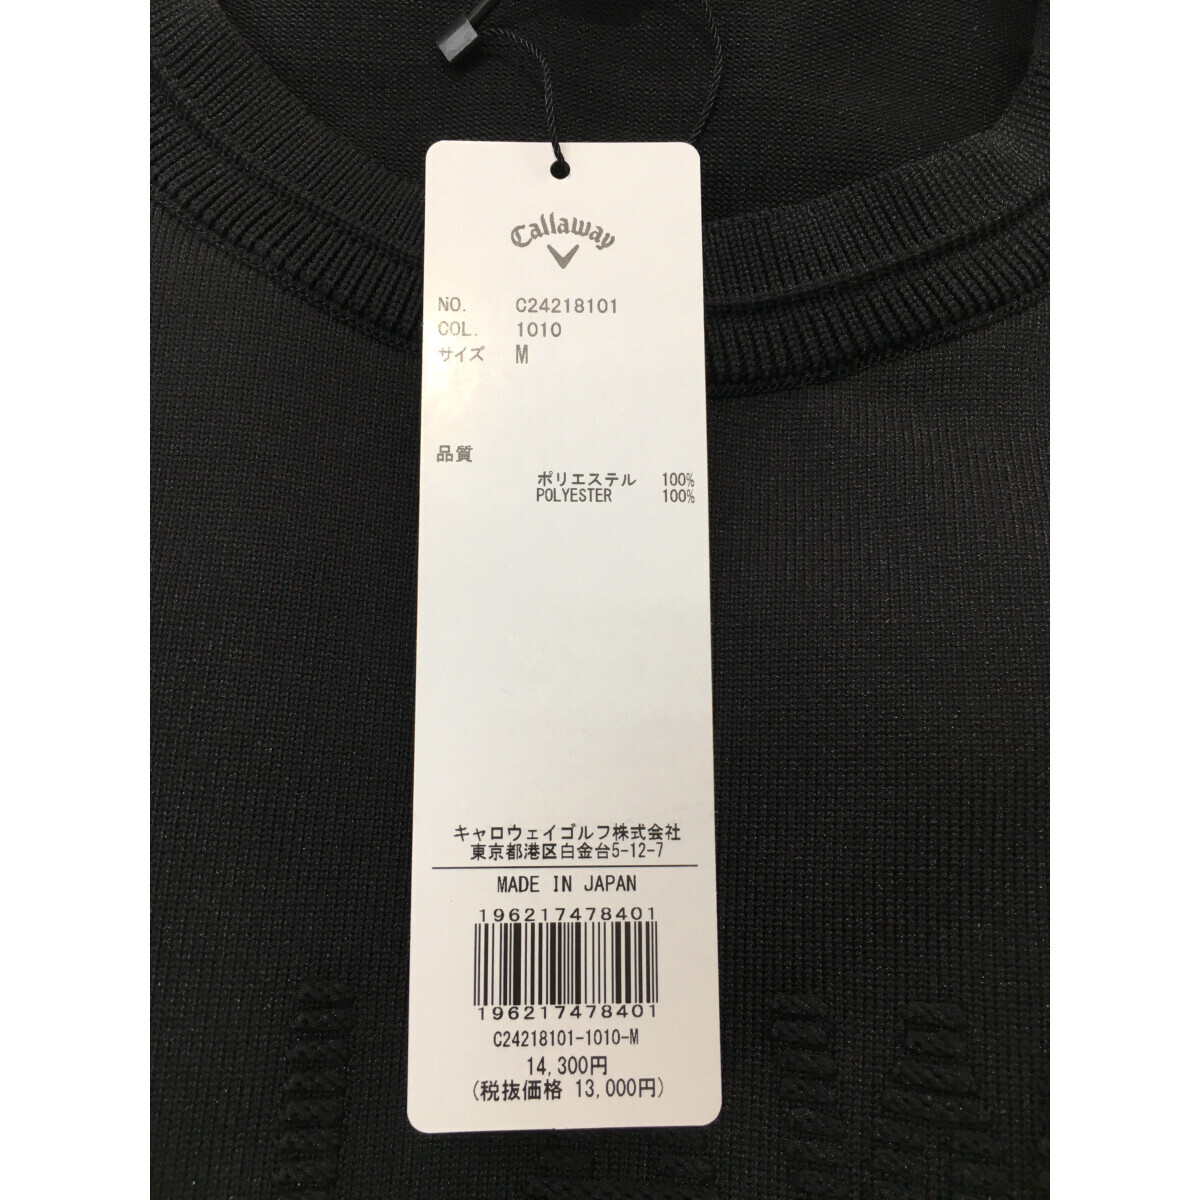 Callaway
NO. C24218101
COL. 1010
サイズ M
品質
ポリエステル 100%
POLYESTER 100%
キャロウェイゴルフ株式会社
東京都港区白金台5-12-7
MADE IN JAPAN
196217478401
196217478401
C24218101-1010-M
14,300円
(税抜価格 13,000円)